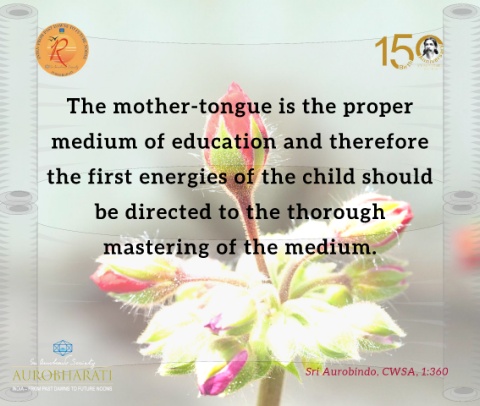 150
The mother-tongue is the proper
medium of education and therefore
the first energies of the child should
be directed to the thorough
mastering of the medium.
Sri Aurobindo, CWSA, 1:360
AUROBHARATI